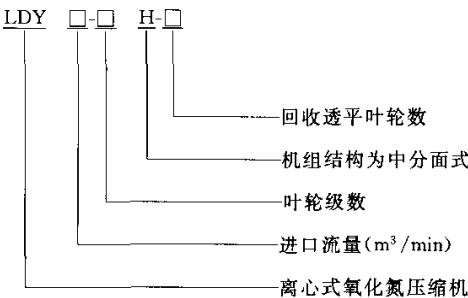 LDY □-□ H-□
回收透平叶轮数
机组结构为中分面式
叶轮级数
进口流量(m³/min)
离心式氧化氮压缩机